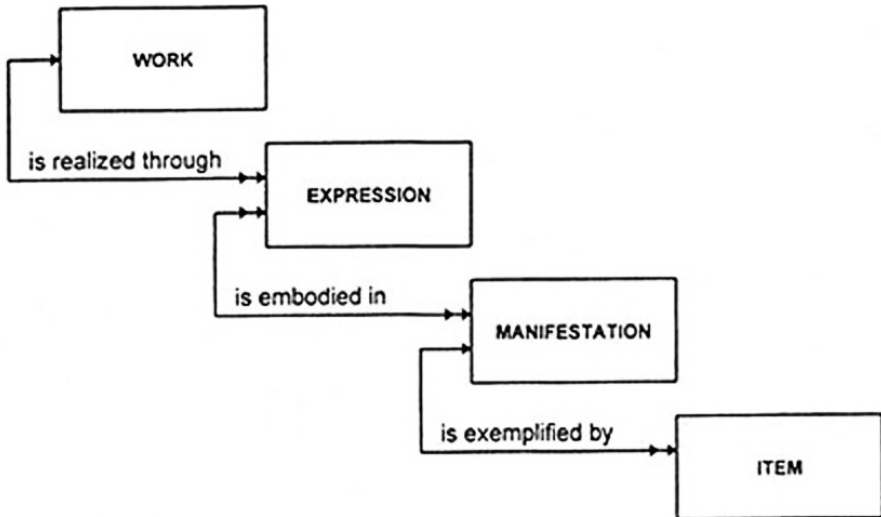 WORK
is realized through
EXPRESSION
is embodied in
MANIFESTATION
is exemplified by
ITEM